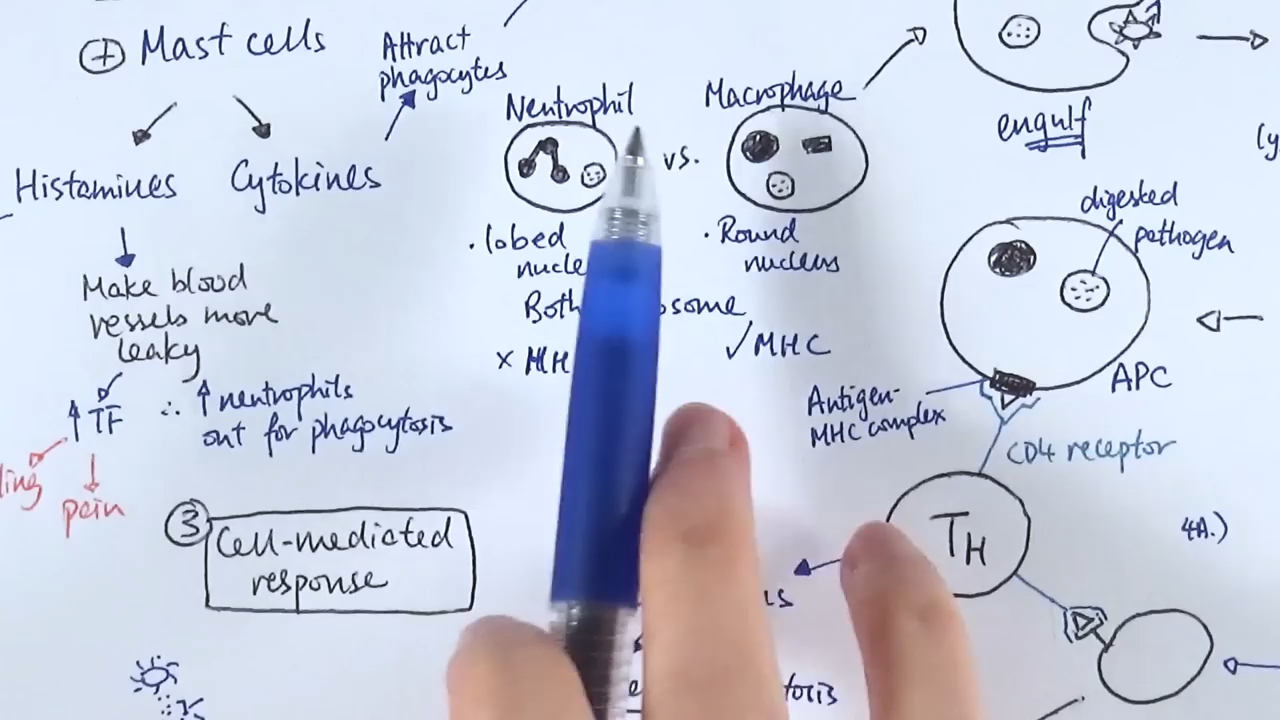 + Mast cells
Attract
phagocytes
Histamines
Cytokines
Make blood
vessels more
leaky
↑ TF
∴ ↑ neutrophils
out for phagocytosis
pain
3
Cell-mediated
response
Neutrophil
vs.
Macrophage
• lobed
• Round
nucleus
Both
x
✓ MHC
engulf
digested
pathogen
APC
Antigen-
MHC complex
CD4 receptor
TH
4A.)